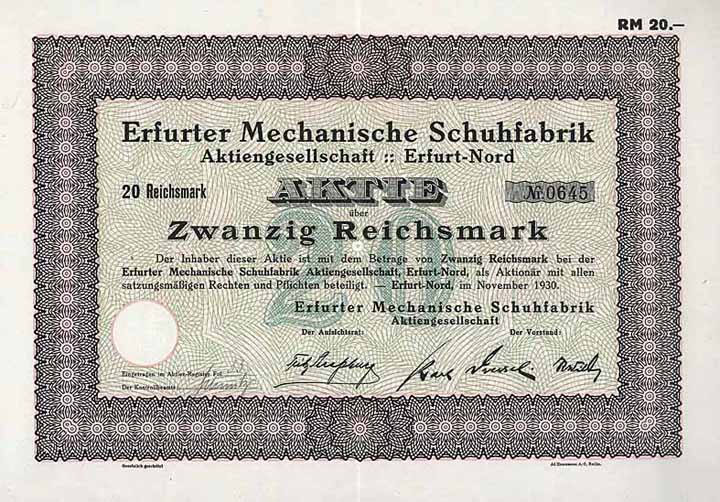 RM 20.—
Erfurter Mechanische Schuhfabrik
Aktiengesellschaft :: Erfurt-Nord
20 Reichsmark AKTIE № 0645
über
20
Zwanzig Reichsmark
Der Inhaber dieser Aktie ist mit dem Betrage von Zwanzig Reichsmark bei der
Erfurter Mechanische Schuhfabrik Aktiengesellschaft, Erfurt-Nord, als Aktionär mit allen
satzungsmäßigen Rechten und Pflichten beteiligt. — Erfurt-Nord, im November 1930.
Erfurter Mechanische Schuhfabrik
Aktiengesellschaft
Der Aufsichtsrat: Der Vorstand:
Eingetragen im Aktien-Register Fol.
Der Kontrollbeamte:
Gesetzlich geschützt
A.-G., Berlin.